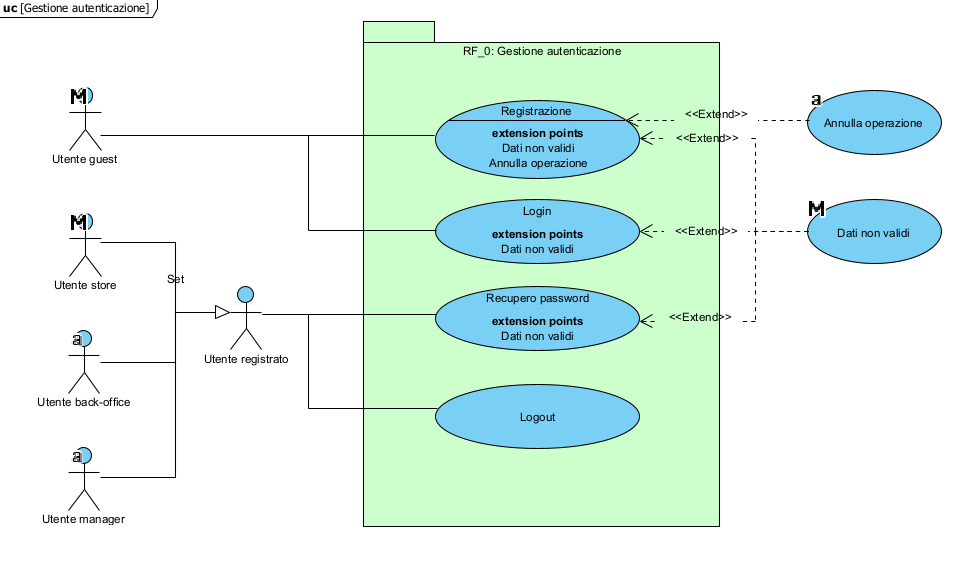 uc [Gestione autenticazione]
RF_0: Gestione autenticazione
M
Utente guest
Registrazione
extension points
Dati non validi
Annulla operazione
<<Extend>>
<<Extend>>
a
Annulla operazione
M
Utente store
Login
extension points
Dati non validi
<<Extend>>
M
Dati non validi
Set
Utente registrato
Recupero password
extension points
Dati non validi
<<Extend>>
a
Utente back-office
Logout
a
Utente manager